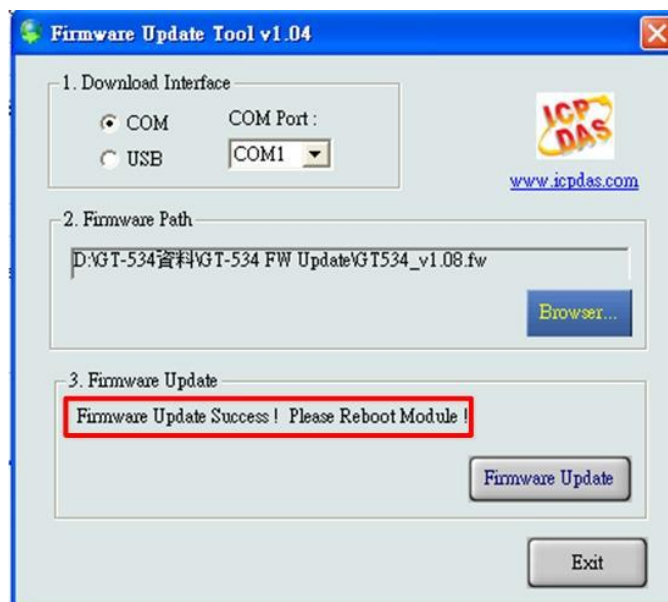 Firmware Update Tool v1.04
1. Download Interface
COM
COM Port :
USB
COM1
ICP
DAS
www.icpdas.com
2. Firmware Path
D:\GT-534資料\GT-534 FW Update\GT534_v1.08.fw
Browser...
3. Firmware Update
Firmware Update Success ! Please Reboot Module !
Firmware Update
Exit